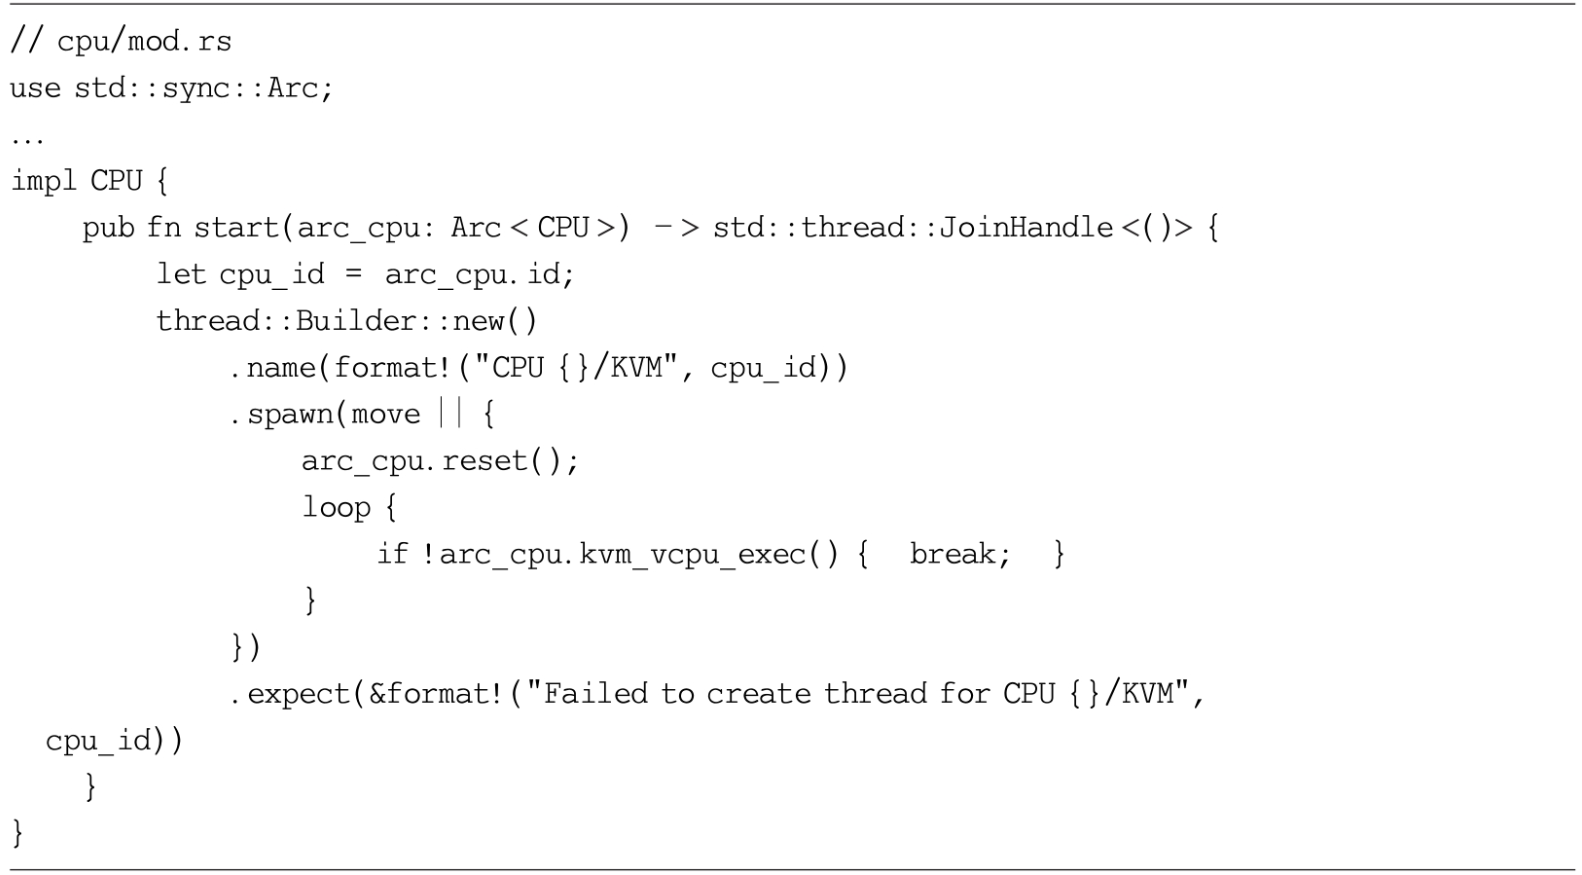 // cpu/mod.rs
use std::sync::Arc;
...
impl CPU {
    pub fn start(arc_cpu: Arc<CPU>) -> std::thread::JoinHandle<()> {
        let cpu_id = arc_cpu.id;
        thread::Builder::new()
            .name(format!("CPU {}/KVM", cpu_id))
            .spawn(move || {
                arc_cpu.reset();
                loop {
                    if !arc_cpu.kvm_vcpu_exec() {  break;  }
                }
            })
            .expect(&format!("Failed to create thread for CPU {}/KVM",
  cpu_id))
    }
}